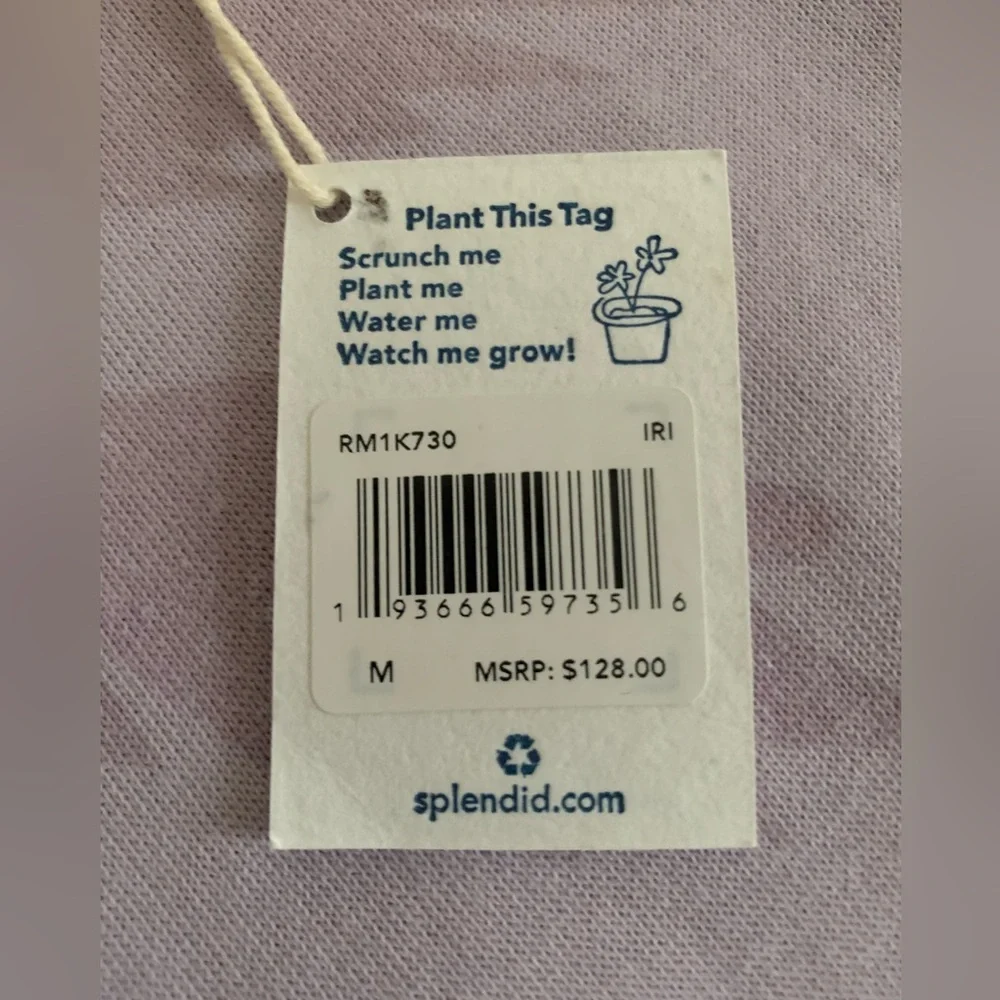 Plant This Tag
Scrunch me
Plant me
Water me
Watch me grow!
RM1K730 IRI
1 93666 59735 6
M MSRP: $128.00
splendid.com